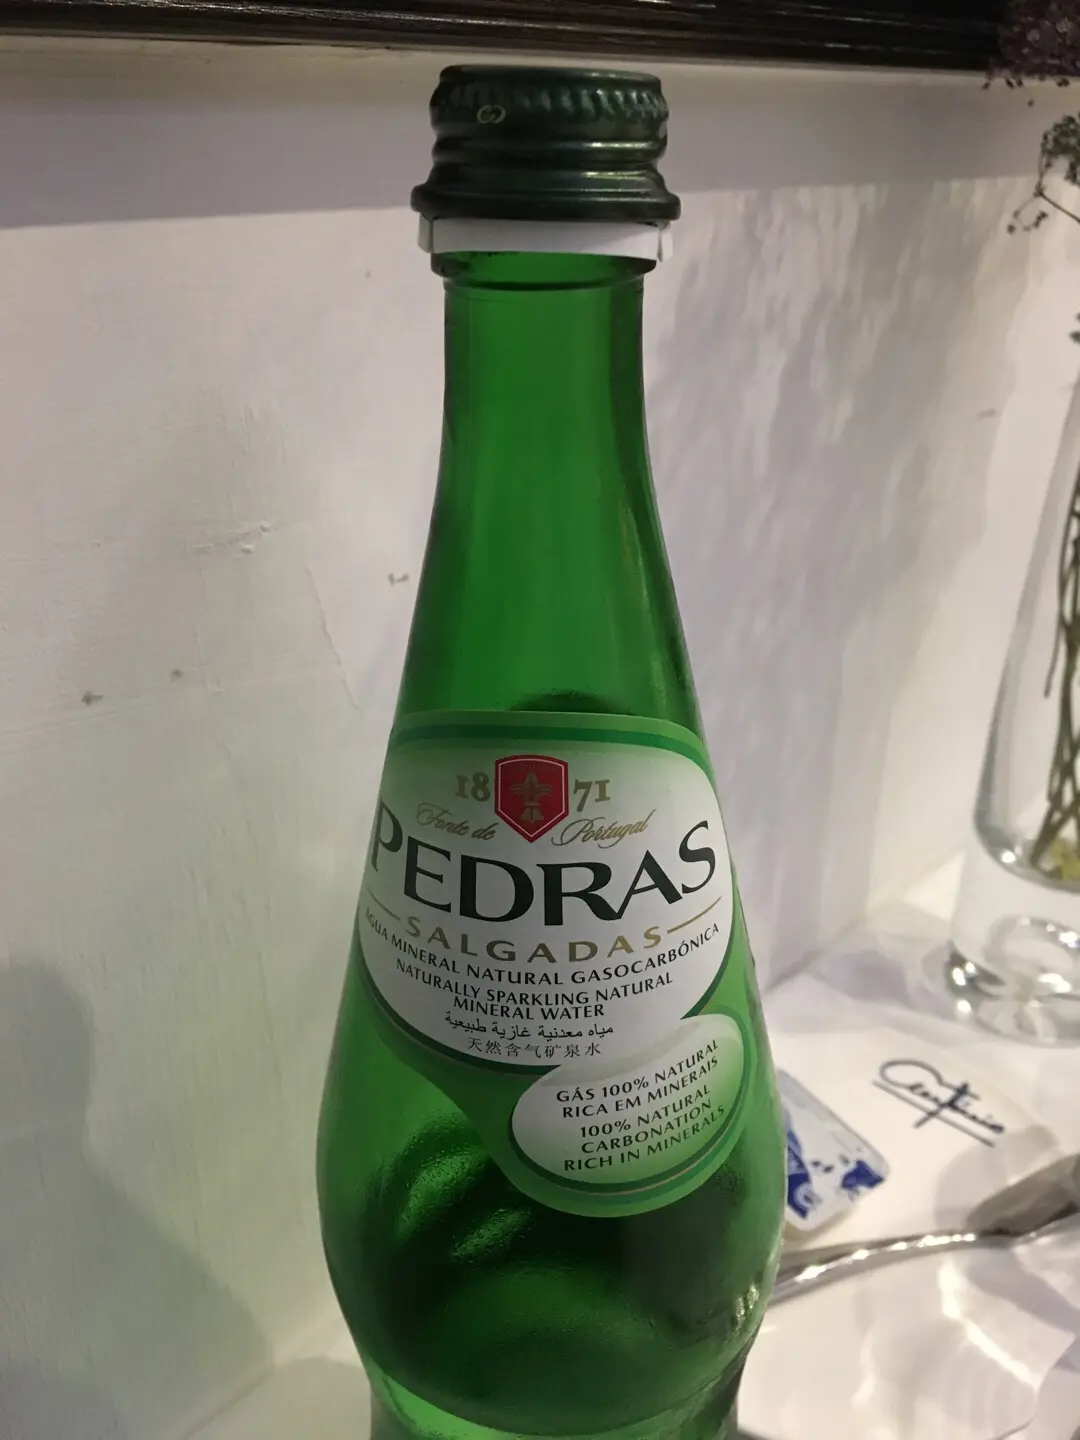 18 71
Fonte de Portugal
PEDRAS
SALGADAS
ÁGUA MINERAL NATURAL GASOCARBÓNICA
NATURALLY SPARKLING NATURAL
MINERAL WATER
مياه معدنية غازية طبيعية
天然含气矿泉水
GÁS 100% NATURAL
RICA EM MINERAIS
100% NATURAL
CARBONATION
RICH IN MINERALS